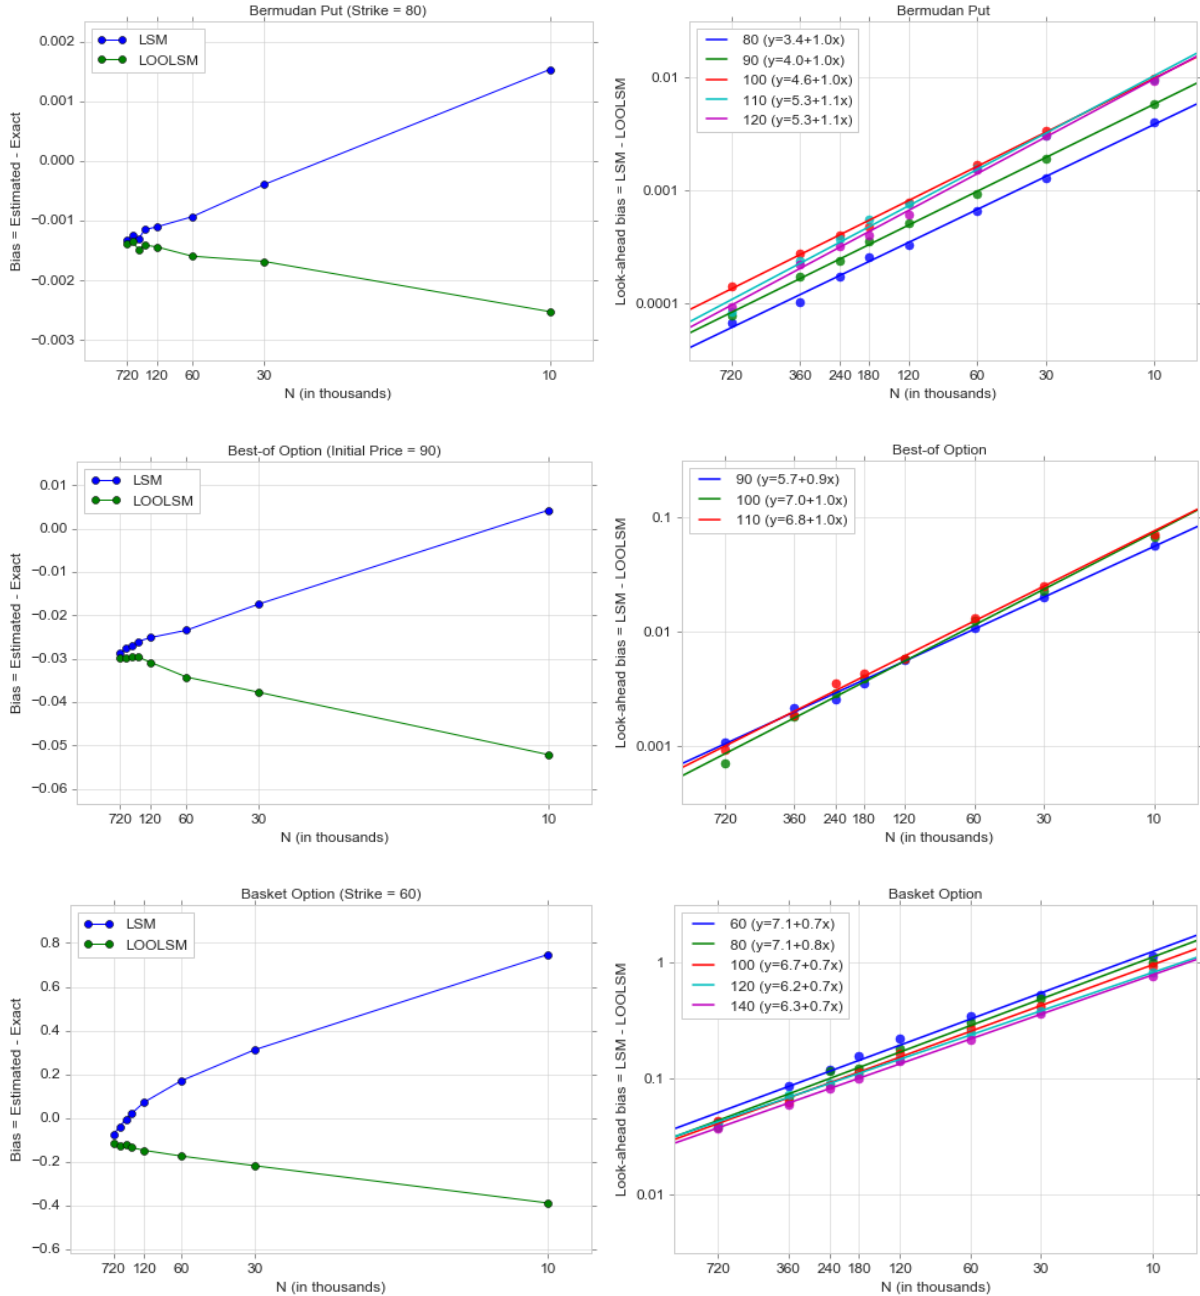 Bermudan Put (Strike = 80)
LSM
LOOLSM
0.002
0.001
0.000
−0.001
−0.002
−0.003
Bias = Estimated - Exact
720 120 60 30 10
N (in thousands)
Bermudan Put
80 (y=3.4+1.0x)
90 (y=4.0+1.0x)
100 (y=4.6+1.0x)
110 (y=5.3+1.1x)
120 (y=5.3+1.1x)
0.01
0.001
0.0001
Look-ahead bias = LSM - LOOLSM
720 360 240 180 120 60 30 10
N (in thousands)
Best-of Option (Initial Price = 90)
LSM
LOOLSM
0.01
0.00
−0.01
−0.02
−0.03
−0.04
−0.05
−0.06
Bias = Estimated - Exact
720 120 60 30 10
N (in thousands)
Best-of Option
90 (y=5.7+0.9x)
100 (y=7.0+1.0x)
110 (y=6.8+1.0x)
0.1
0.01
0.001
Look-ahead bias = LSM - LOOLSM
720 360 240 180 120 60 30 10
N (in thousands)
Basket Option (Strike = 60)
LSM
LOOLSM
0.8
0.6
0.4
0.2
0.0
−0.2
−0.4
−0.6
Bias = Estimated - Exact
720 120 60 30 10
N (in thousands)
Basket Option
60 (y=7.1+0.7x)
80 (y=7.1+0.8x)
100 (y=6.7+0.7x)
120 (y=6.2+0.7x)
140 (y=6.3+0.7x)
1
0.1
0.01
Look-ahead bias = LSM - LOOLSM
720 360 240 180 120 60 30 10
N (in thousands)